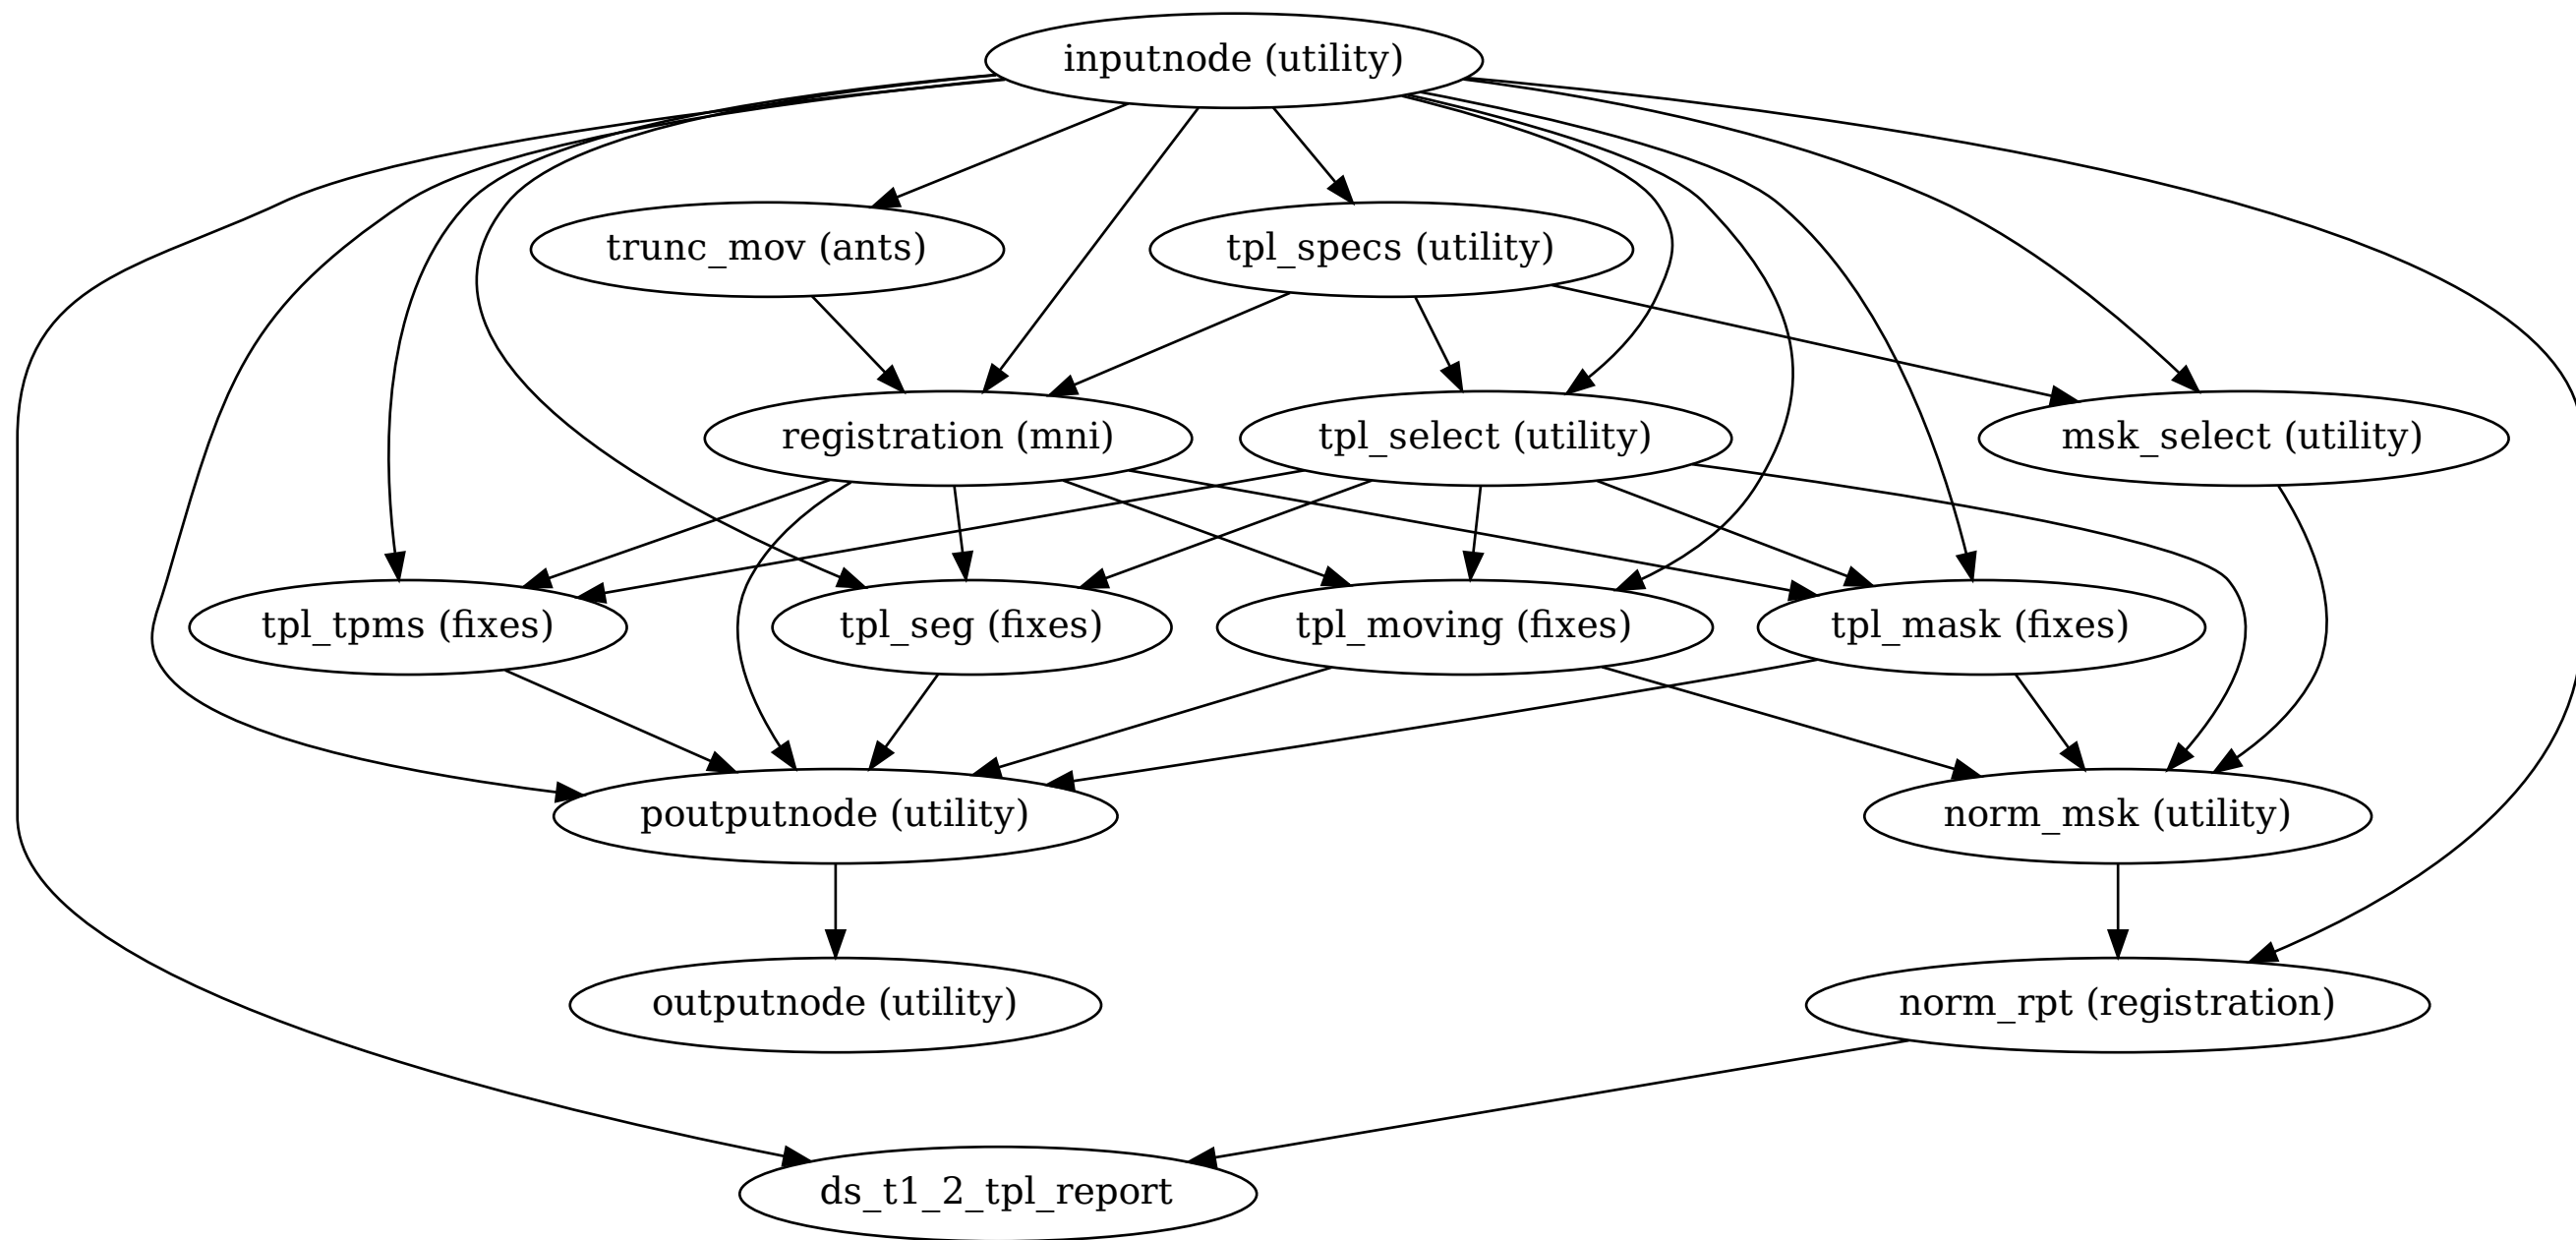 inputnode (utility)
trunc_mov (ants)
tpl_specs (utility)
registration (mni)
tpl_select (utility)
msk_select (utility)
tpl_tpms (fixes)
tpl_seg (fixes)
tpl_moving (fixes)
tpl_mask (fixes)
poutputnode (utility)
norm_msk (utility)
outputnode (utility)
norm_rpt (registration)
ds_t1_2_tpl_report